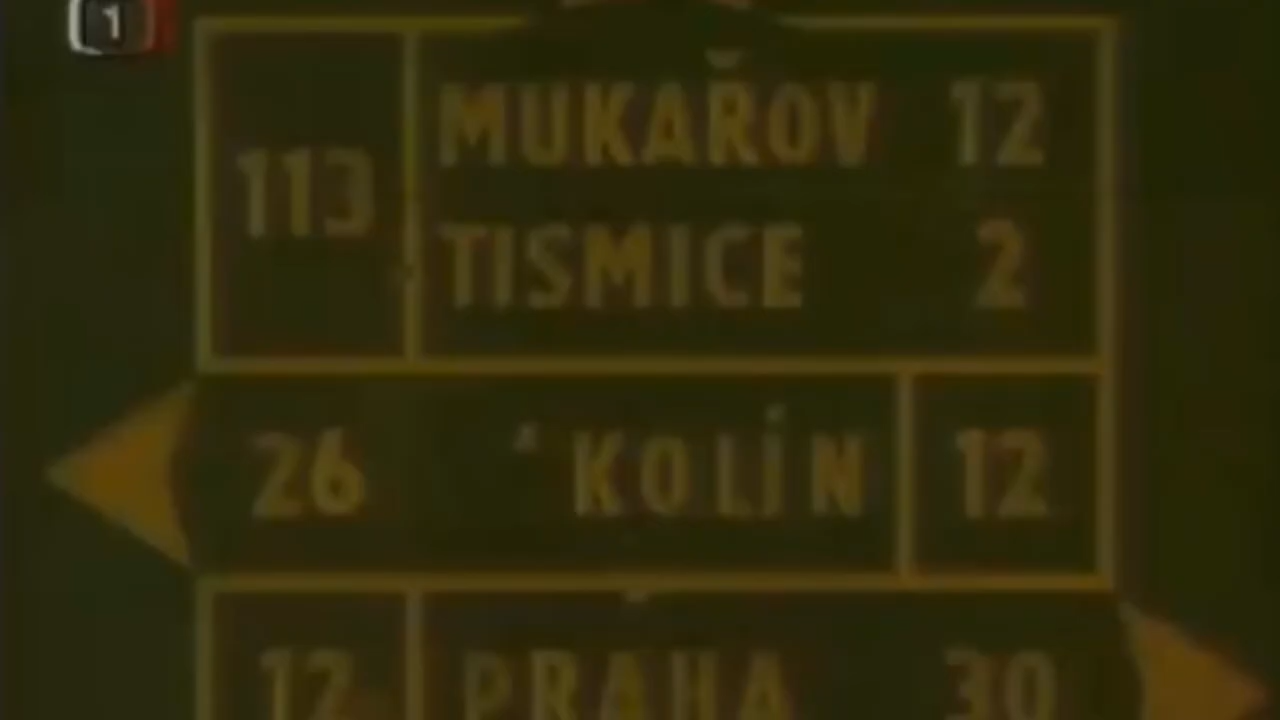 1
113 MUKAŘOV 12
TISMICE 2
26 KOLÍN 12
12 PRAHA 30